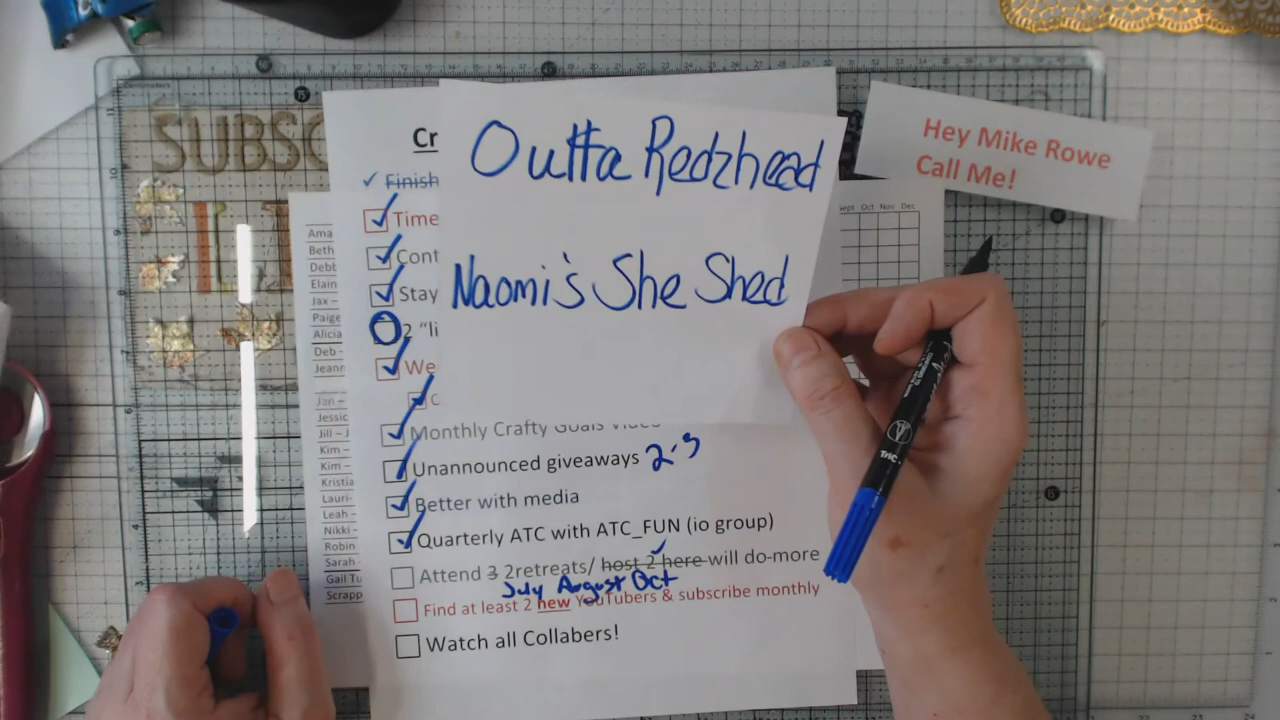 SUBSC
Outta Redzhead
Naomi's She Shed
Hey Mike Rowe
Call Me!
Cr
Finish
Time
Cont
Stay
2 "li
We
C
Monthly Crafty Goals Video
Unannounced giveaways 2-3
Better with media
Quarterly ATC with ATC_FUN (io group)
Attend 3 2retreats/ host 2 here will do-more
July August Oct
Find at least 2 new YouTubers & subscribe monthly
Watch all Collabers!
Ama
Beth
Debt
Elain
Jax –
Paige
Alicia
Deb -
Jeann
Jan –
Jessic
Jill – J
Kim –
Kim –
Kristia
Lauri-
Leah –
Nikki –
Robin
Sarah
Gail Tu
Scrapp
Sept Oct Nov Dec